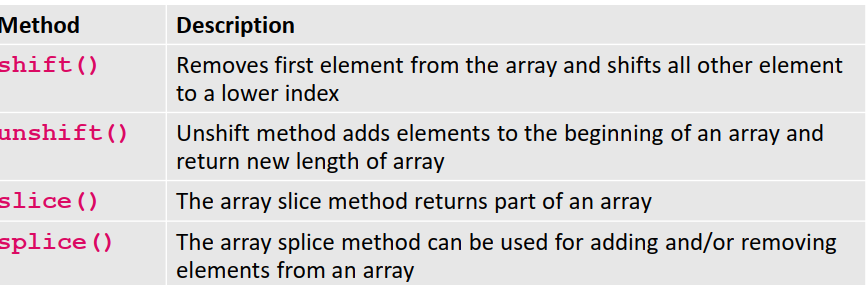 Method Description
shift() Removes first element from the array and shifts all other element
to a lower index
unshift() Unshift method adds elements to the beginning of an array and
return new length of array
slice() The array slice method returns part of an array
splice() The array splice method can be used for adding and/or removing
elements from an array